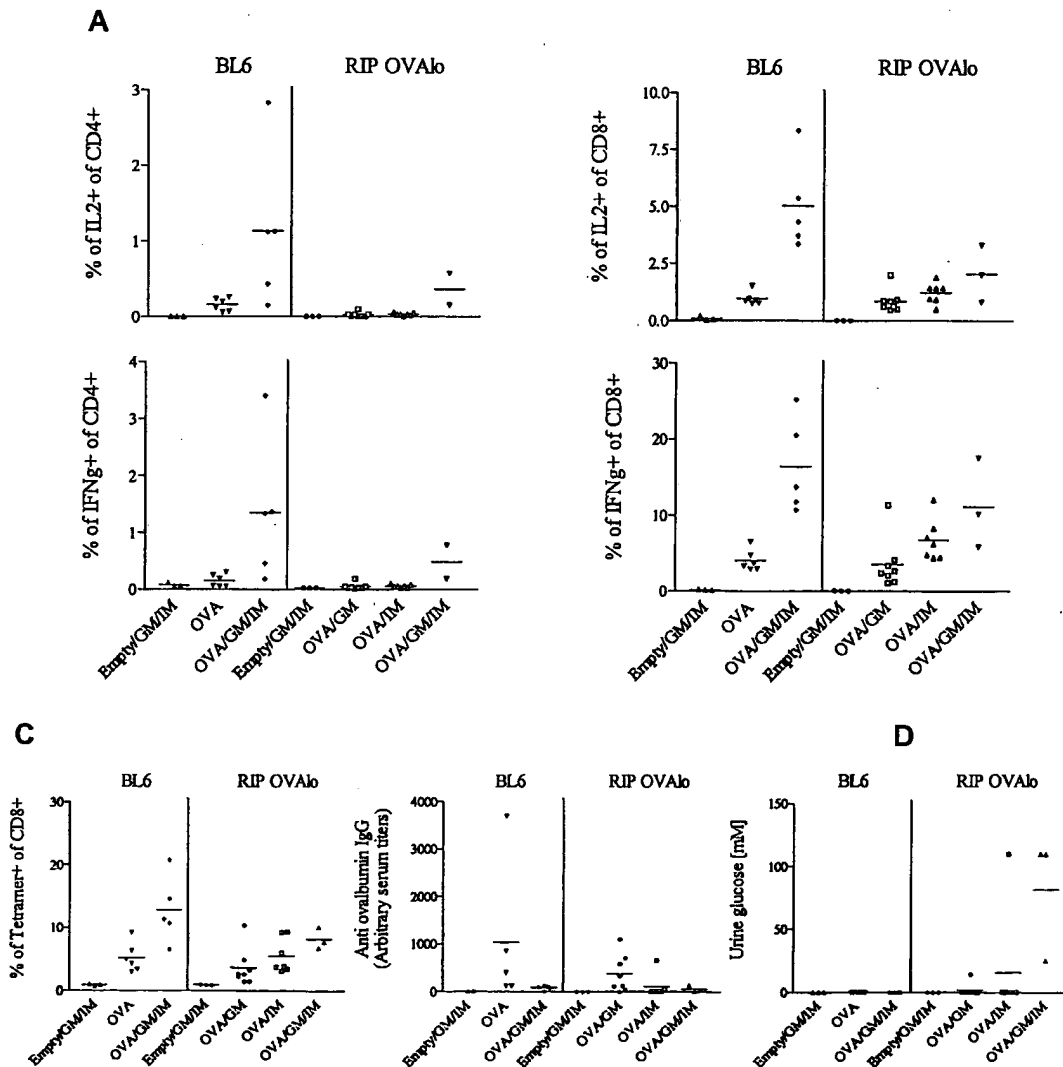 A
BL6 RIP OVAlo
% of IL2+ of CD4+
3
2
1
0
BL6 RIP OVAlo
% of IL2+ of CD8+
10.0
7.5
5.0
2.5
0.0
% of IFNg+ of CD4+
4
3
2
1
0
Empty/GM/IM
OVA
OVA/GM/IM
Empty/GM/IM
OVA/GM
OVA/IM
OVA/GM/IM
% of IFNg+ of CD8+
30
20
10
0
Empty/GM/IM
OVA
OVA/GM/IM
Empty/GM/IM
OVA/GM
OVA/IM
OVA/GM/IM
C
BL6 RIP OVAlo
% of Tetramer+ of CD8+
30
20
10
0
Empty/GM/IM
OVA
OVA/GM/IM
Empty/GM/IM
OVA/GM
OVA/IM
OVA/GM/IM
BL6 RIP OVAlo
Anti ovalbumin IgG
(Arbitrary serum titers)
4000
3000
2000
1000
0
Empty/GM/IM
OVA
OVA/GM/IM
Empty/GM/IM
OVA/GM
OVA/IM
OVA/GM/IM
D
BL6 RIP OVAlo
Urine glucose [mM]
150
100
50
0
Empty/GM/IM
OVA
OVA/GM/IM
Empty/GM/IM
OVA/GM
OVA/IM
OVA/GM/IM